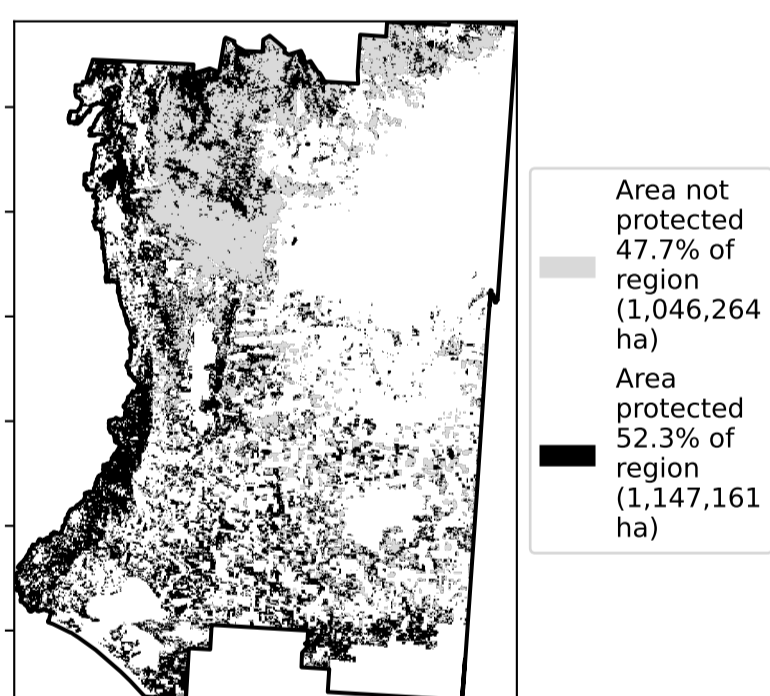 Area not
protected
47.7% of
region
(1,046,264
ha)
Area
protected
52.3% of
region
(1,147,161
ha)